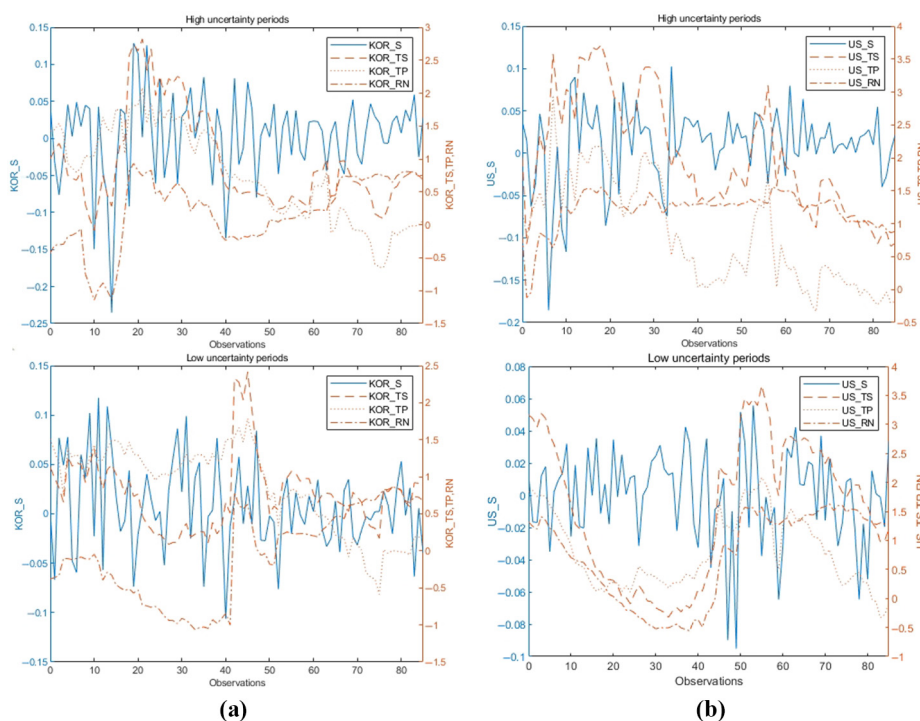 High uncertainty periods
0.15
0.1
0.05
0
−0.05
−0.1
−0.15
−0.2
−0.25
KOR_S
3
2.5
2
1.5
1
0.5
0
−0.5
−1
−1.5
KOR_TS,TP,RN
KOR_S
KOR_TS
KOR_TP
KOR_RN
0 10 20 30 40 50 60 70 80
Observations
High uncertainty periods
0.15
0.1
0.05
0
−0.05
−0.1
−0.15
−0.2
US_S
4
3.5
3
2.5
2
1.5
1
0.5
0
−0.5
US_TS,TP,RN
US_S
US_TS
US_TP
US_RN
0 10 20 30 40 50 60 70 80
Observations
Low uncertainty periods
0.15
0.1
0.05
0
−0.05
−0.1
−0.15
KOR_S
2.5
2
1.5
1
0.5
0
−0.5
−1
−1.5
KOR_TS,TP,RN
KOR_S
KOR_TS
KOR_TP
KOR_RN
0 10 20 30 40 50 60 70 80
Observations
Low uncertainty periods
0.08
0.06
0.04
0.02
0
−0.02
−0.04
−0.06
−0.08
−0.1
US_S
4
3.5
3
2.5
2
1.5
1
0.5
0
−0.5
−1
US_TS,TP,RN
US_S
US_TS
US_TP
US_RN
0 10 20 30 40 50 60 70 80
Observations
(a)
(b)